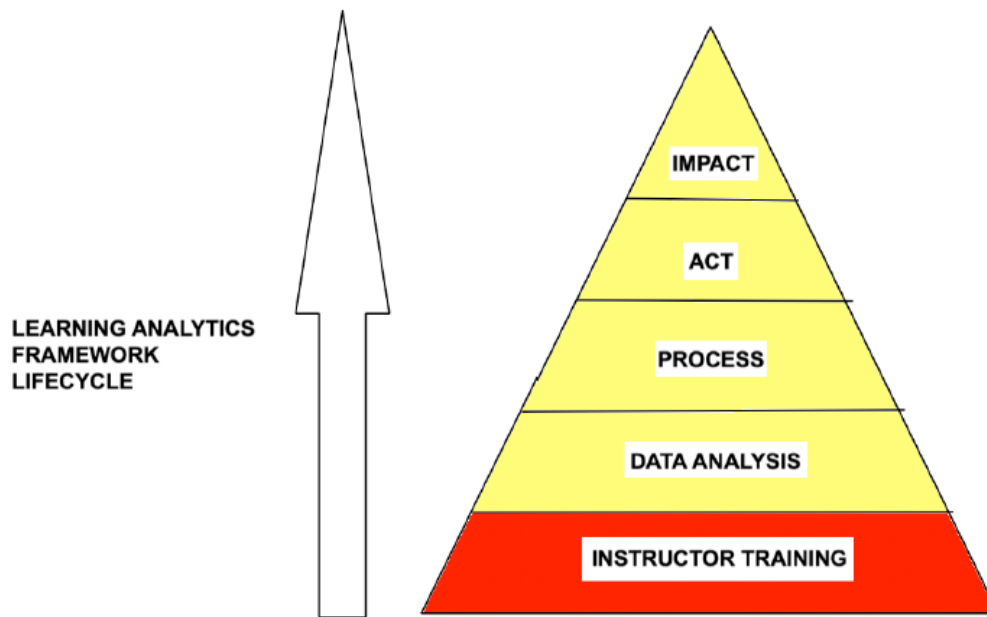 LEARNING ANALYTICS
FRAMEWORK
LIFECYCLE
IMPACT
ACT
PROCESS
DATA ANALYSIS
INSTRUCTOR TRAINING